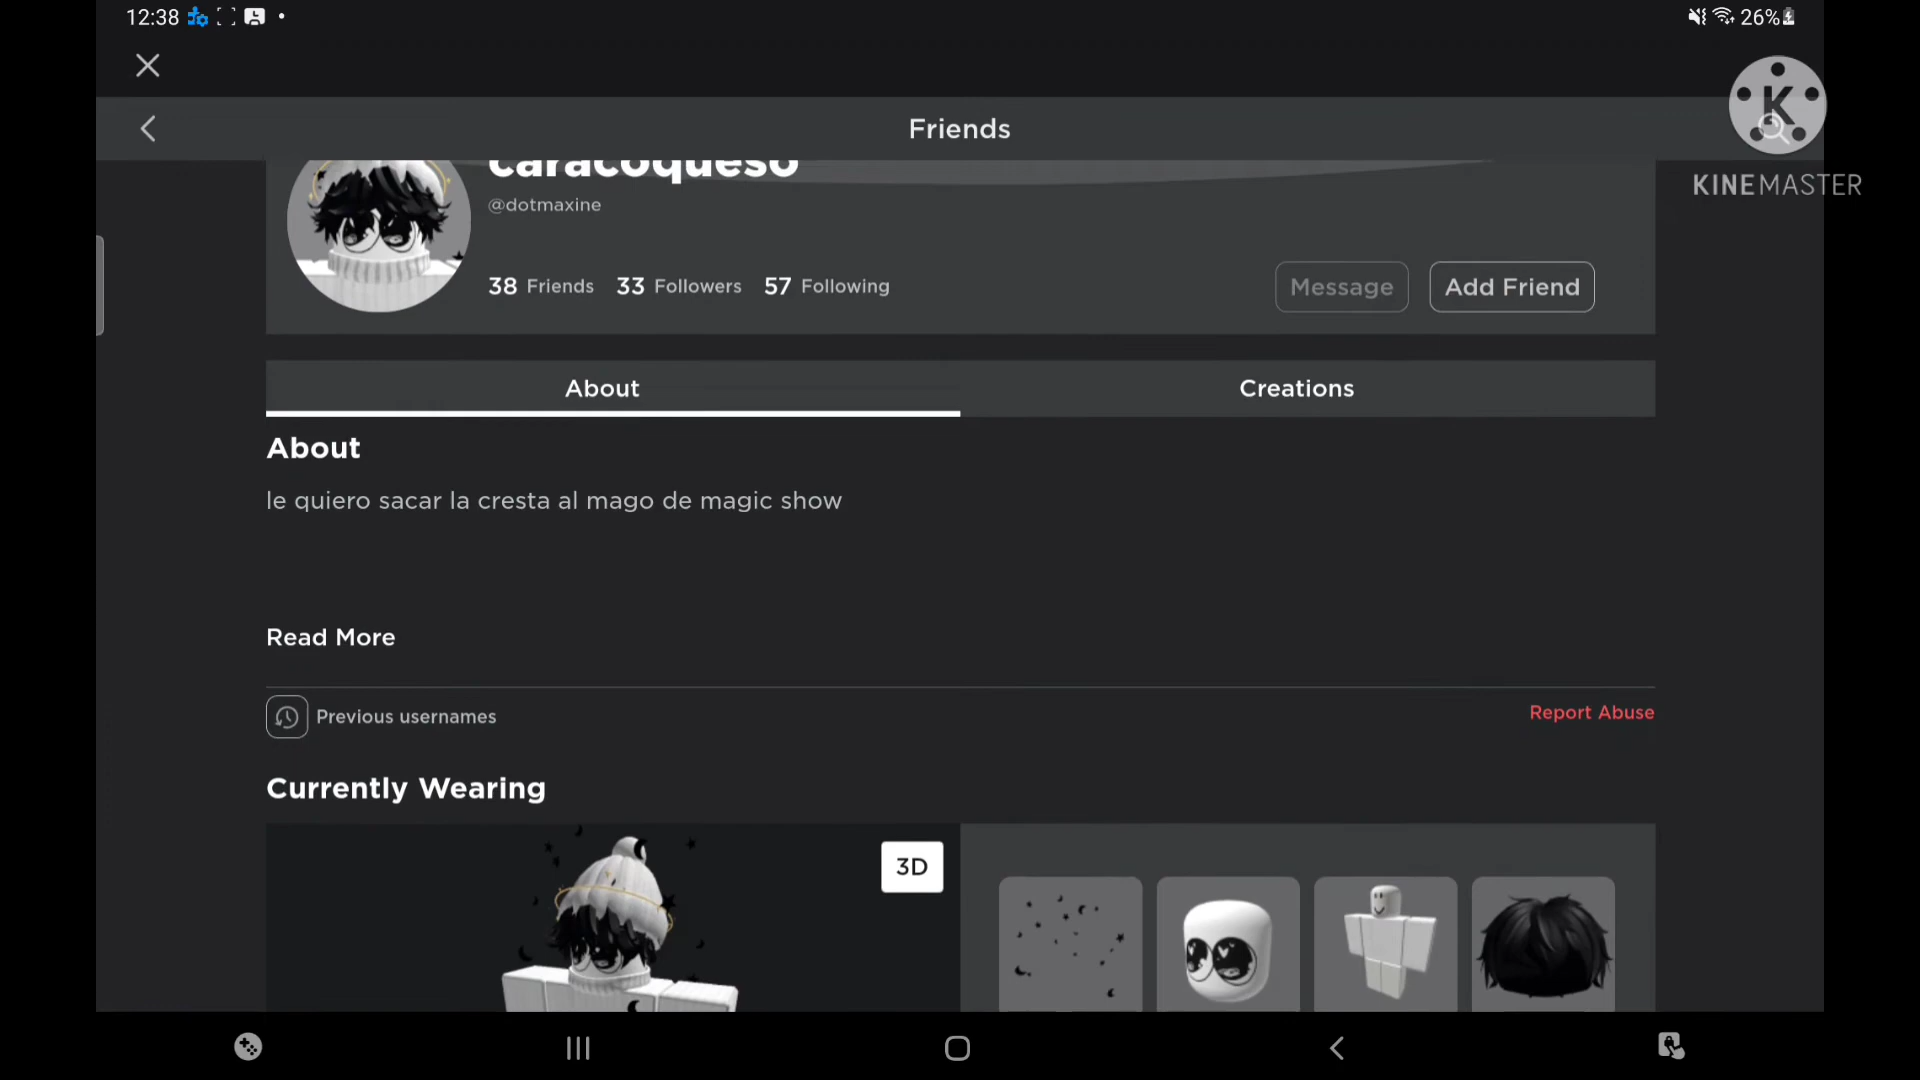 12:38
26%
Friends
K
KINEMASTER
caracoqueso
@dotmaxine
38 Friends 33 Followers 57 Following
Message
Add Friend
About
Creations
About
le quiero sacar la cresta al mago de magic show
Read More
Previous usernames
Report Abuse
Currently Wearing
3D